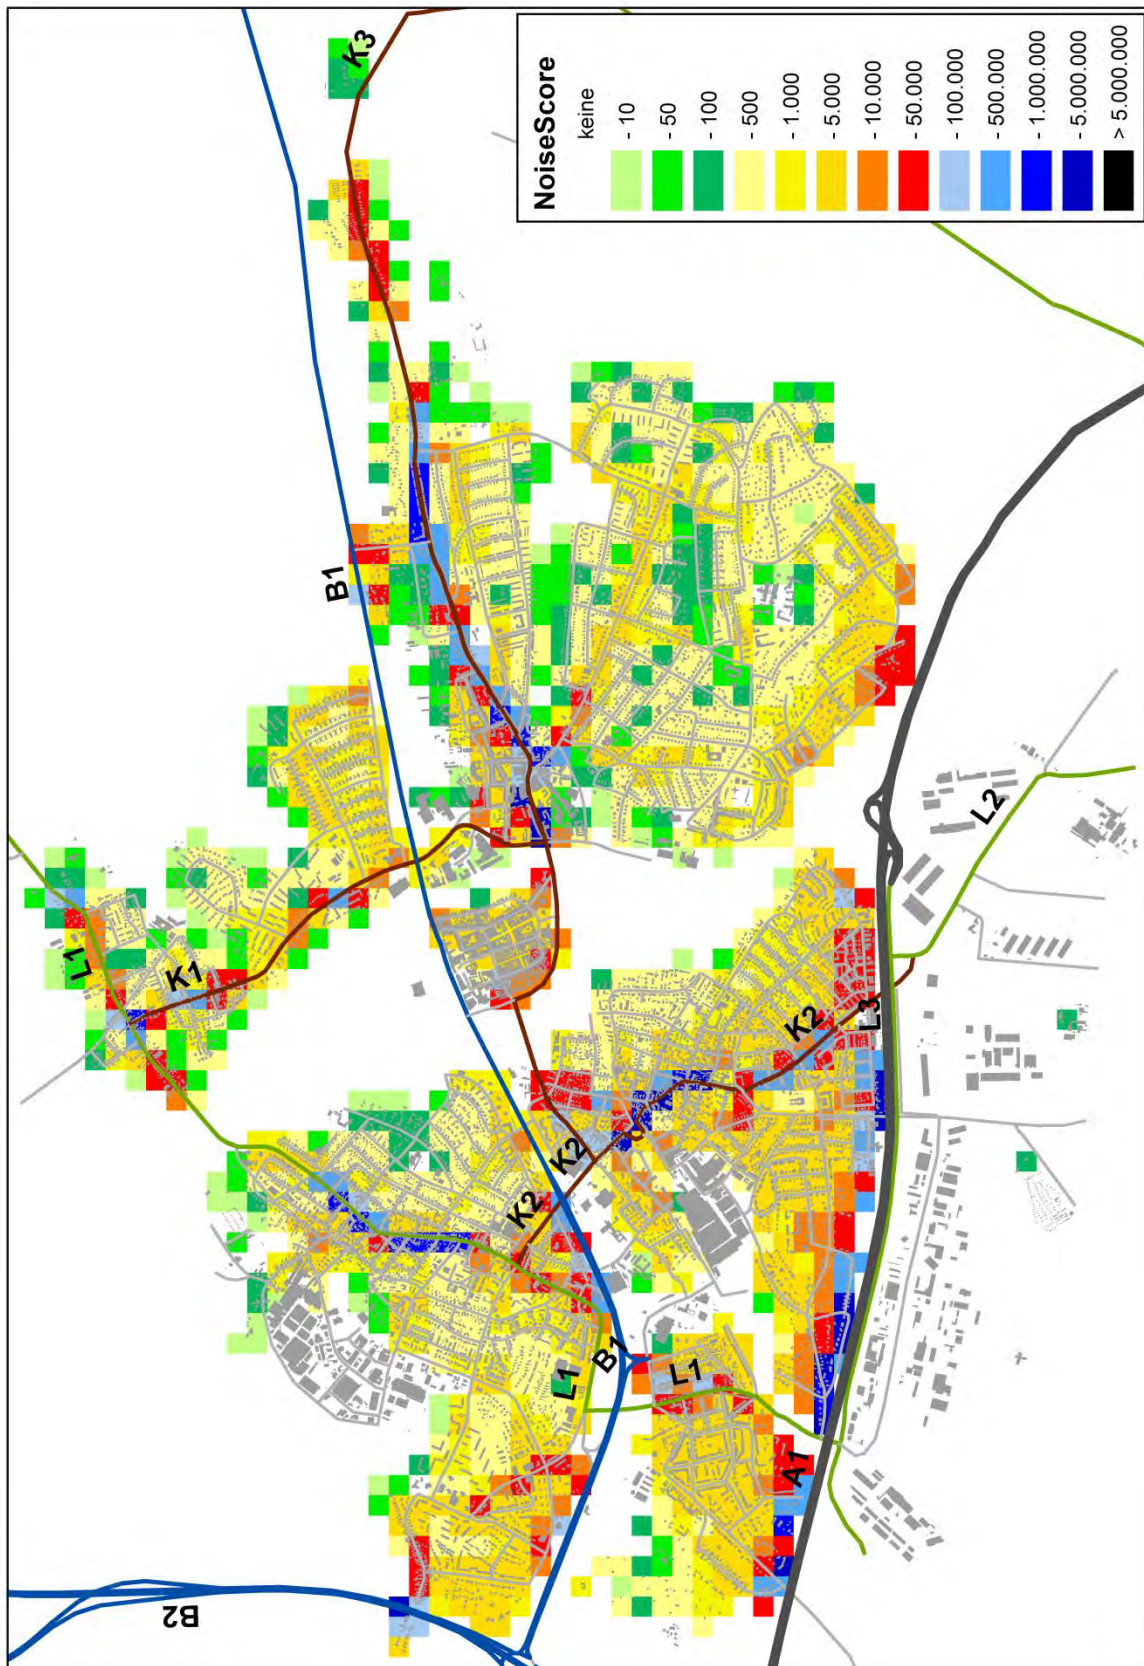 NoiseScore
keine
- 10
- 50
- 100
- 500
- 1.000
- 5.000
- 10.000
- 50.000
- 100.000
- 500.000
- 1.000.000
- 5.000.000
> 5.000.000
K3
B1
L1
K1
K2
K2
K2
L3
L2
L1
B1
L1
A1
B2